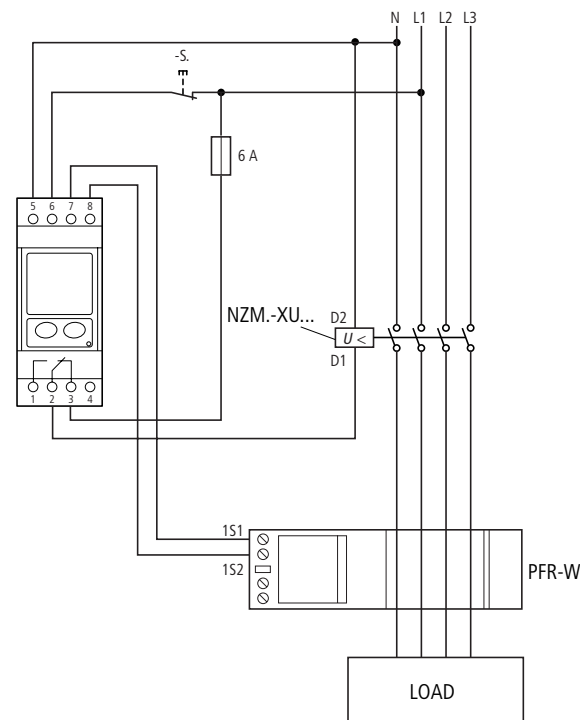 N L1 L2 L3
-S.
6 A
5 6 7 8
NZM.-XU...
D2
U <
D1
1 2 3 4
1S1
1S2
PFR-W
LOAD